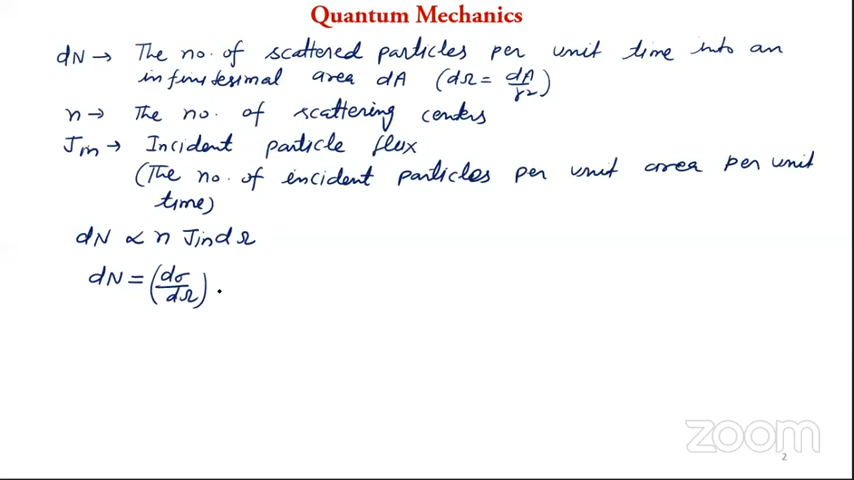 Quantum Mechanics
dN → The no. of scattered particles per unit time into an
infinitesimal area dA (dΩ = dA/r²)
n → The no. of scattering centers
Jin → Incident particle flux
(The no. of incident particles per unit area per unit
time)
dN ∝ n Jin dΩ
dN = (dσ/dΩ) .
zoom
2